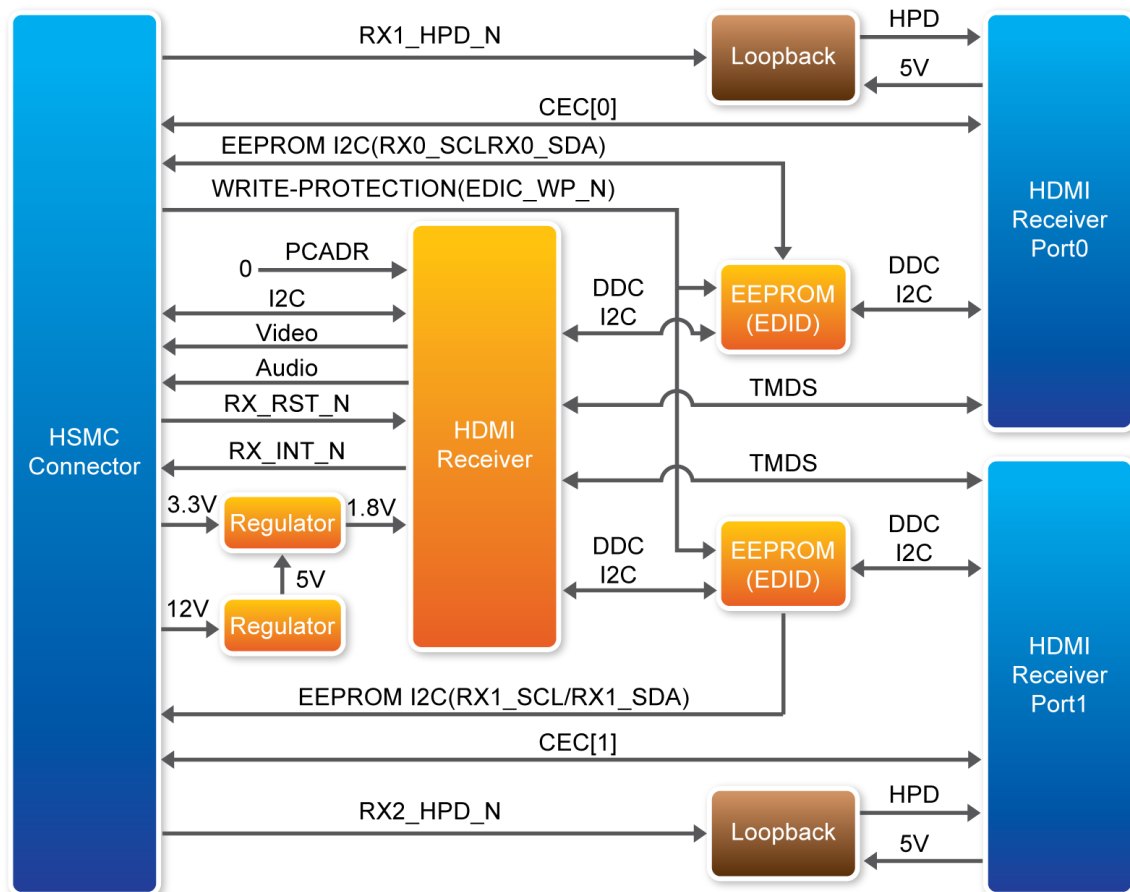 RX1_HPD_N
Loopback
HPD
5V
CEC[0]
EEPROM I2C(RX0_SCLRX0_SDA)
WRITE-PROTECTION(EDIC_WP_N)
HDMI
Receiver
Port0
0
PCADR
I2C
Video
Audio
RX_RST_N
RX_INT_N
HSMC
Connector
HDMI
Receiver
DDC
I2C
EEPROM
(EDID)
DDC
I2C
TMDS
TMDS
3.3V
Regulator
1.8V
5V
12V
Regulator
DDC
I2C
EEPROM
(EDID)
DDC
I2C
HDMI
Receiver
Port1
EEPROM I2C(RX1_SCL/RX1_SDA)
CEC[1]
RX2_HPD_N
Loopback
HPD
5V